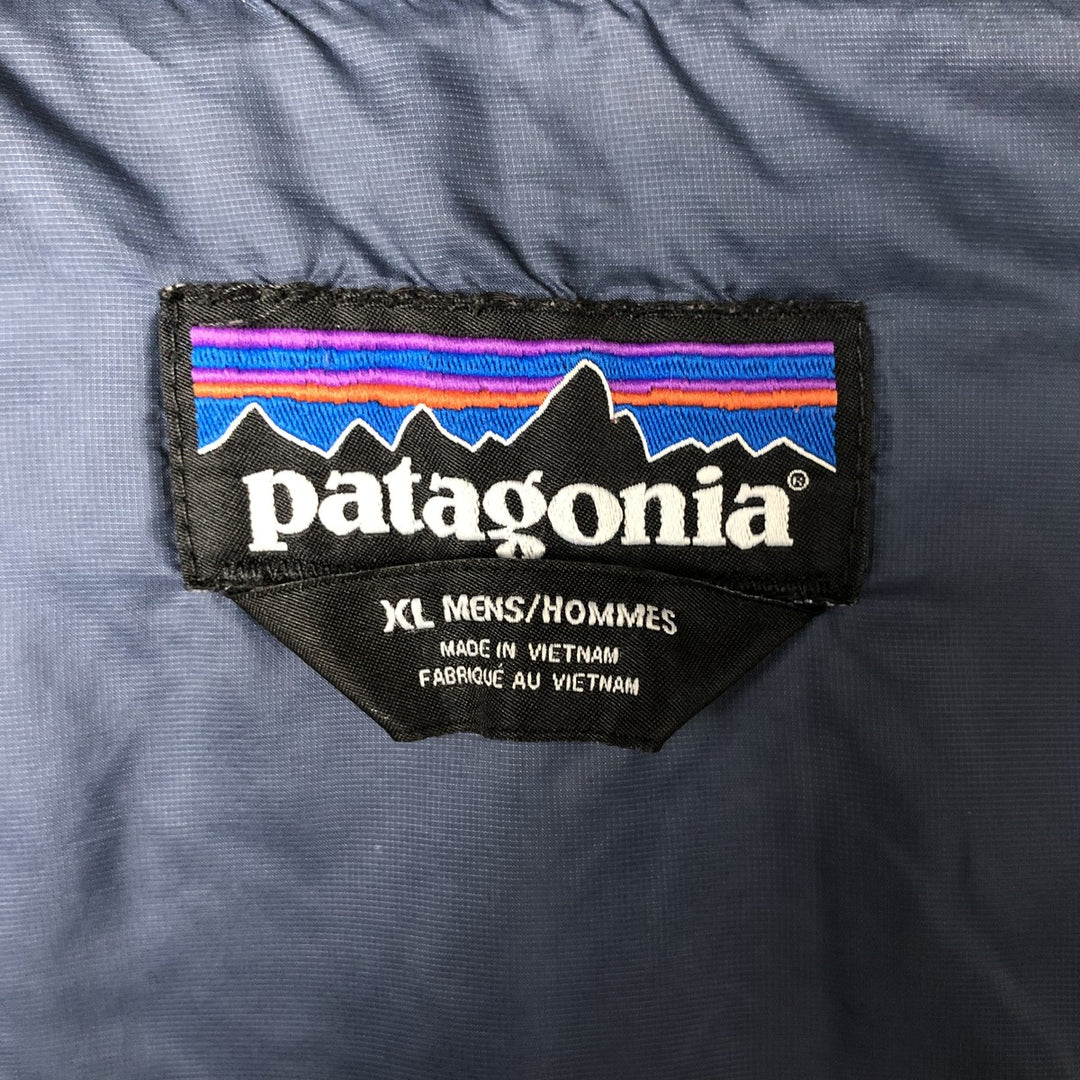 patagonia®
XL MENS/HOMMES
MADE IN VIETNAM
FABRIQUÉ AU VIETNAM